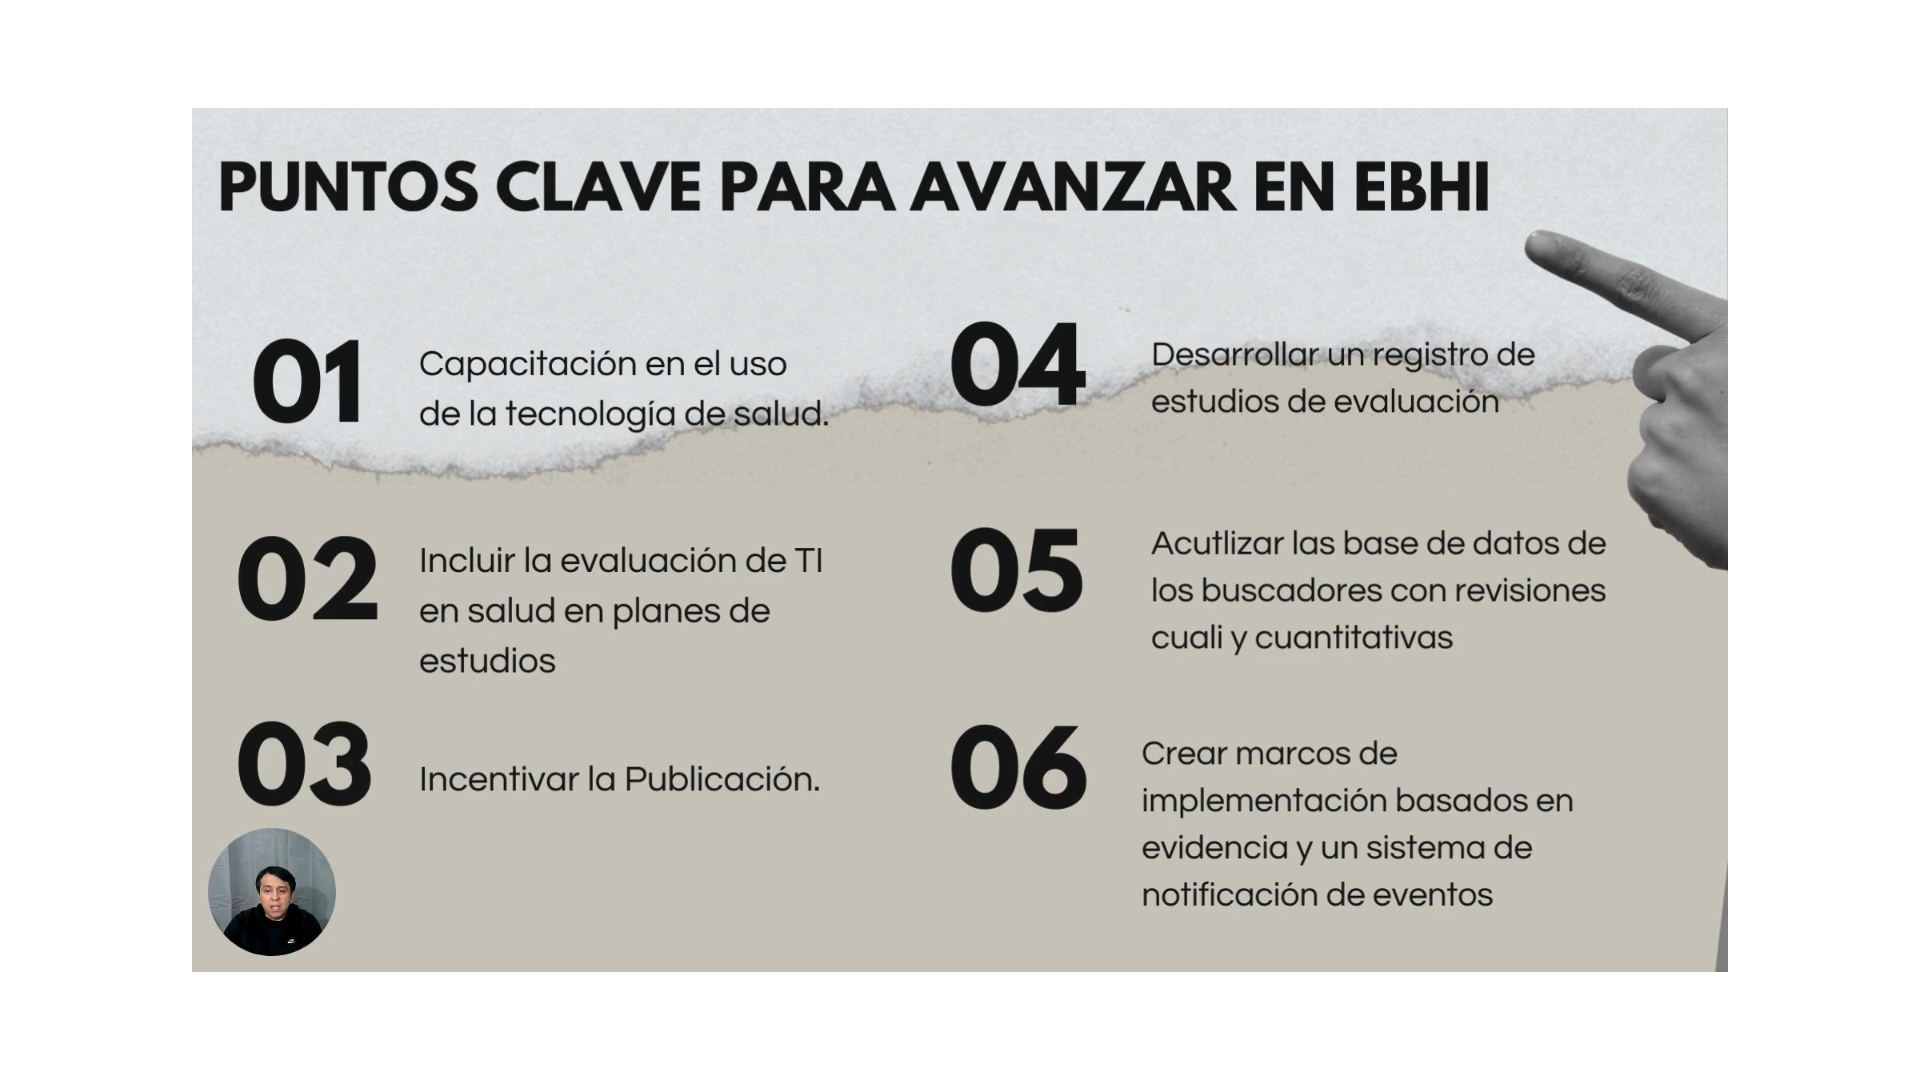 PUNTOS CLAVE PARA AVANZAR EN EBHI
01
Capacitación en el uso
de la tecnología de salud.
02
Incluir la evaluación de TI
en salud en planes de
estudios
03
Incentivar la Publicación.
04
Desarrollar un registro de
estudios de evaluación
05
Acutlizar las base de datos de
los buscadores con revisiones
cuali y cuantitativas
06
Crear marcos de
implementación basados en
evidencia y un sistema de
notificación de eventos